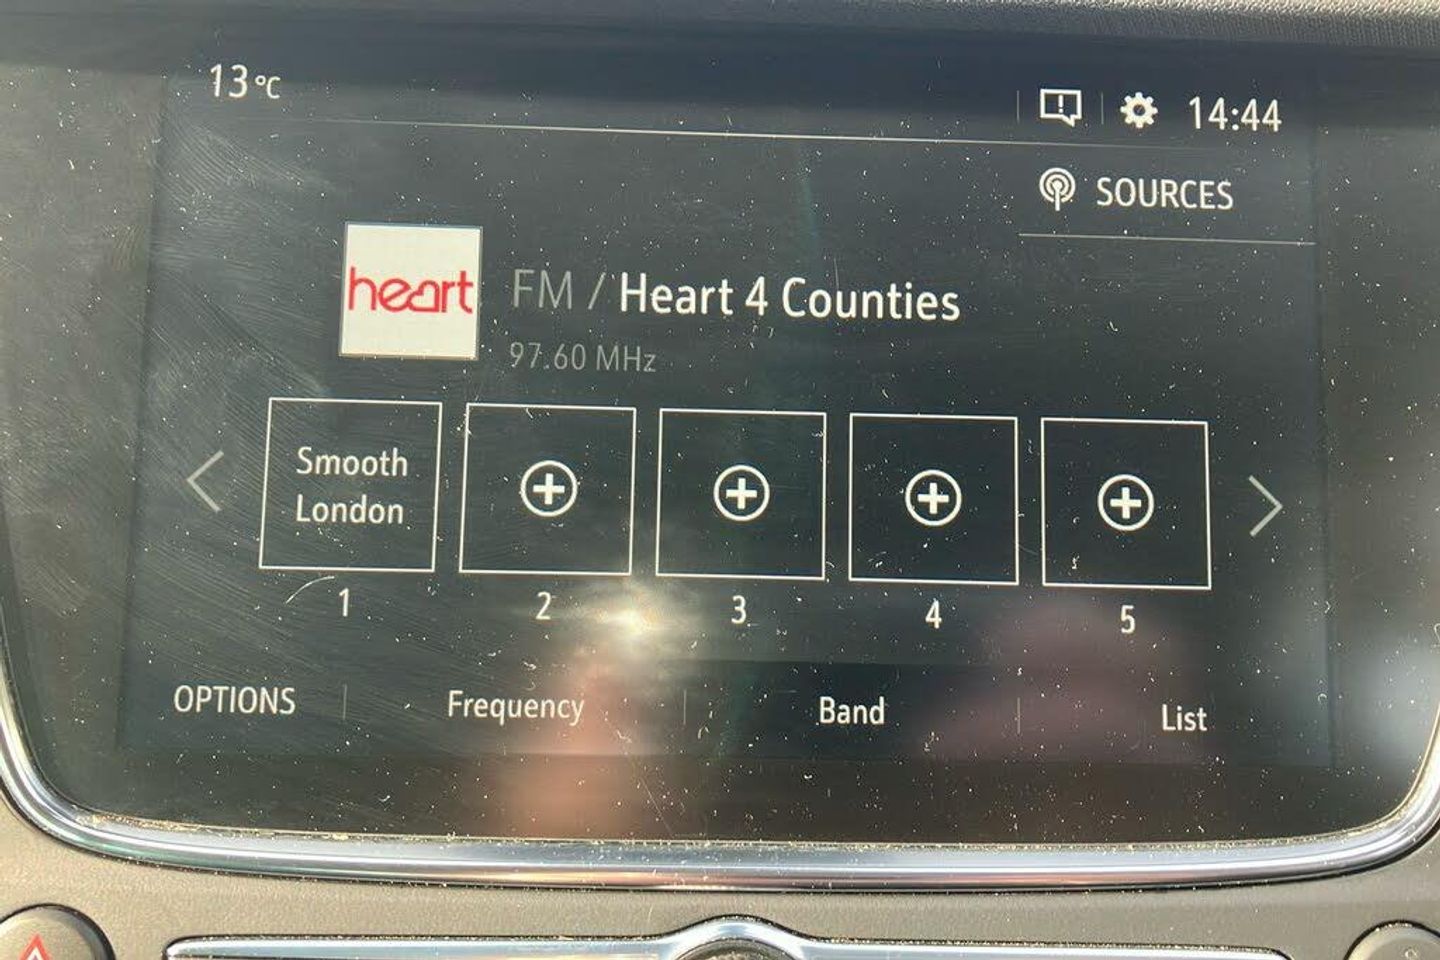 13°C
14:44
SOURCES
heart
FM / Heart 4 Counties
97.60 MHz
Smooth
London
1
2
3
4
5
OPTIONS
Frequency
Band
List